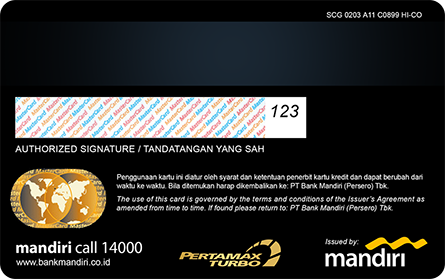 SCG 0203 A11 C0899 HI-CO
123
AUTHORIZED SIGNATURE / TANDATANGAN YANG SAH
Penggunaan kartu ini diatur oleh syarat dan ketentuan penerbit kartu kredit dan dapat berubah dari
waktu ke waktu. Bila ditemukan harap dikembalikan ke: PT Bank Mandiri (Persero) Tbk.
The use of this card is governed by the terms and conditions of the Issuer's Agreement as
amended from time to time. If found please return to: PT Bank Mandiri (Persero) Tbk.
mandiri call 14000
www.bankmandiri.co.id
PERTAMAX
TURBO
Issued by:
mandiri